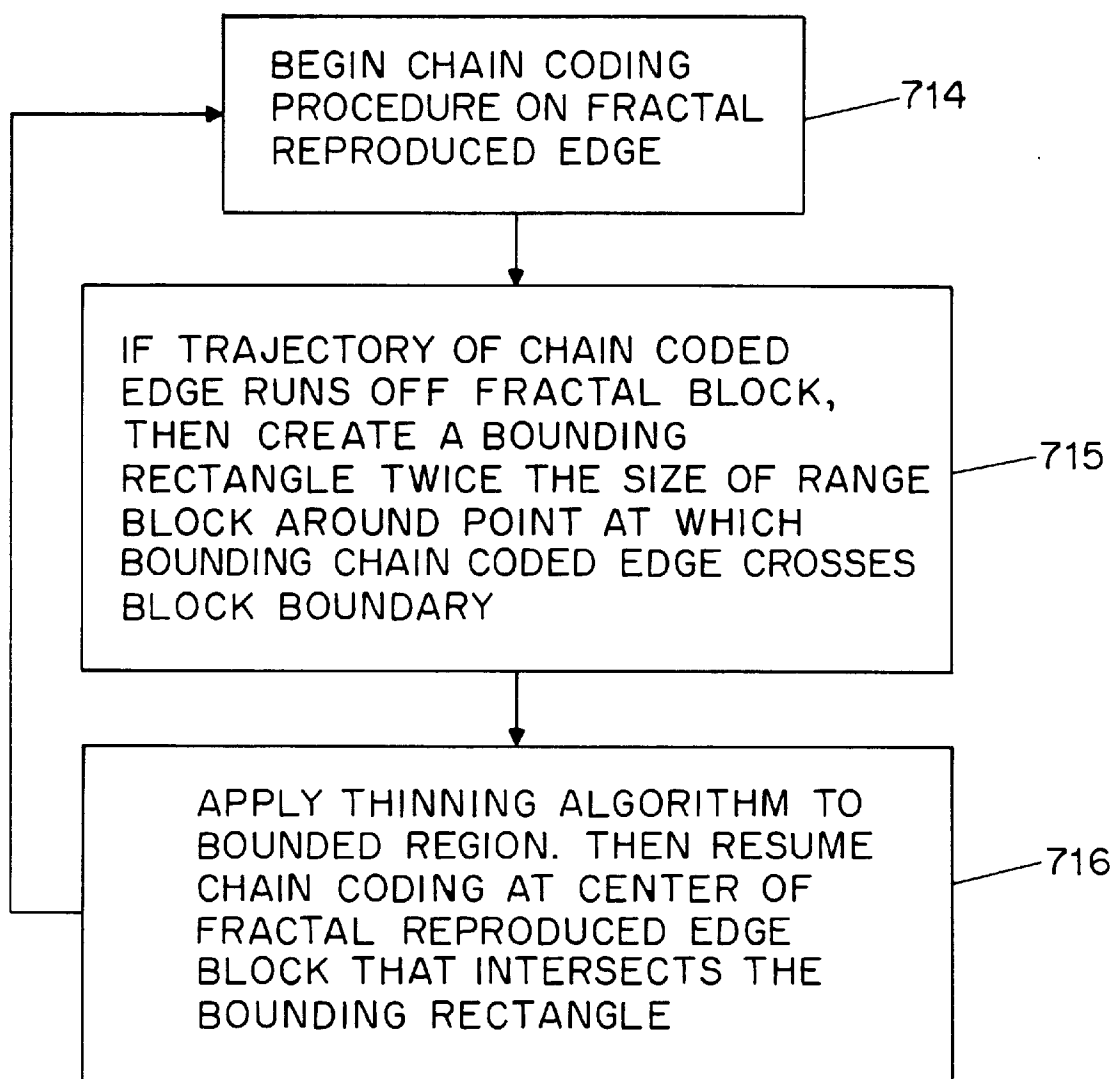 BEGIN CHAIN CODING
PROCEDURE ON FRACTAL
REPRODUCED EDGE
714
IF TRAJECTORY OF CHAIN CODED
EDGE RUNS OFF FRACTAL BLOCK,
THEN CREATE A BOUNDING
RECTANGLE TWICE THE SIZE OF RANGE
BLOCK AROUND POINT AT WHICH
BOUNDING CHAIN CODED EDGE CROSSES
BLOCK BOUNDARY
715
APPLY THINNING ALGORITHM TO
BOUNDED REGION. THEN RESUME
CHAIN CODING AT CENTER OF
FRACTAL REPRODUCED EDGE
BLOCK THAT INTERSECTS THE
BOUNDING RECTANGLE
716